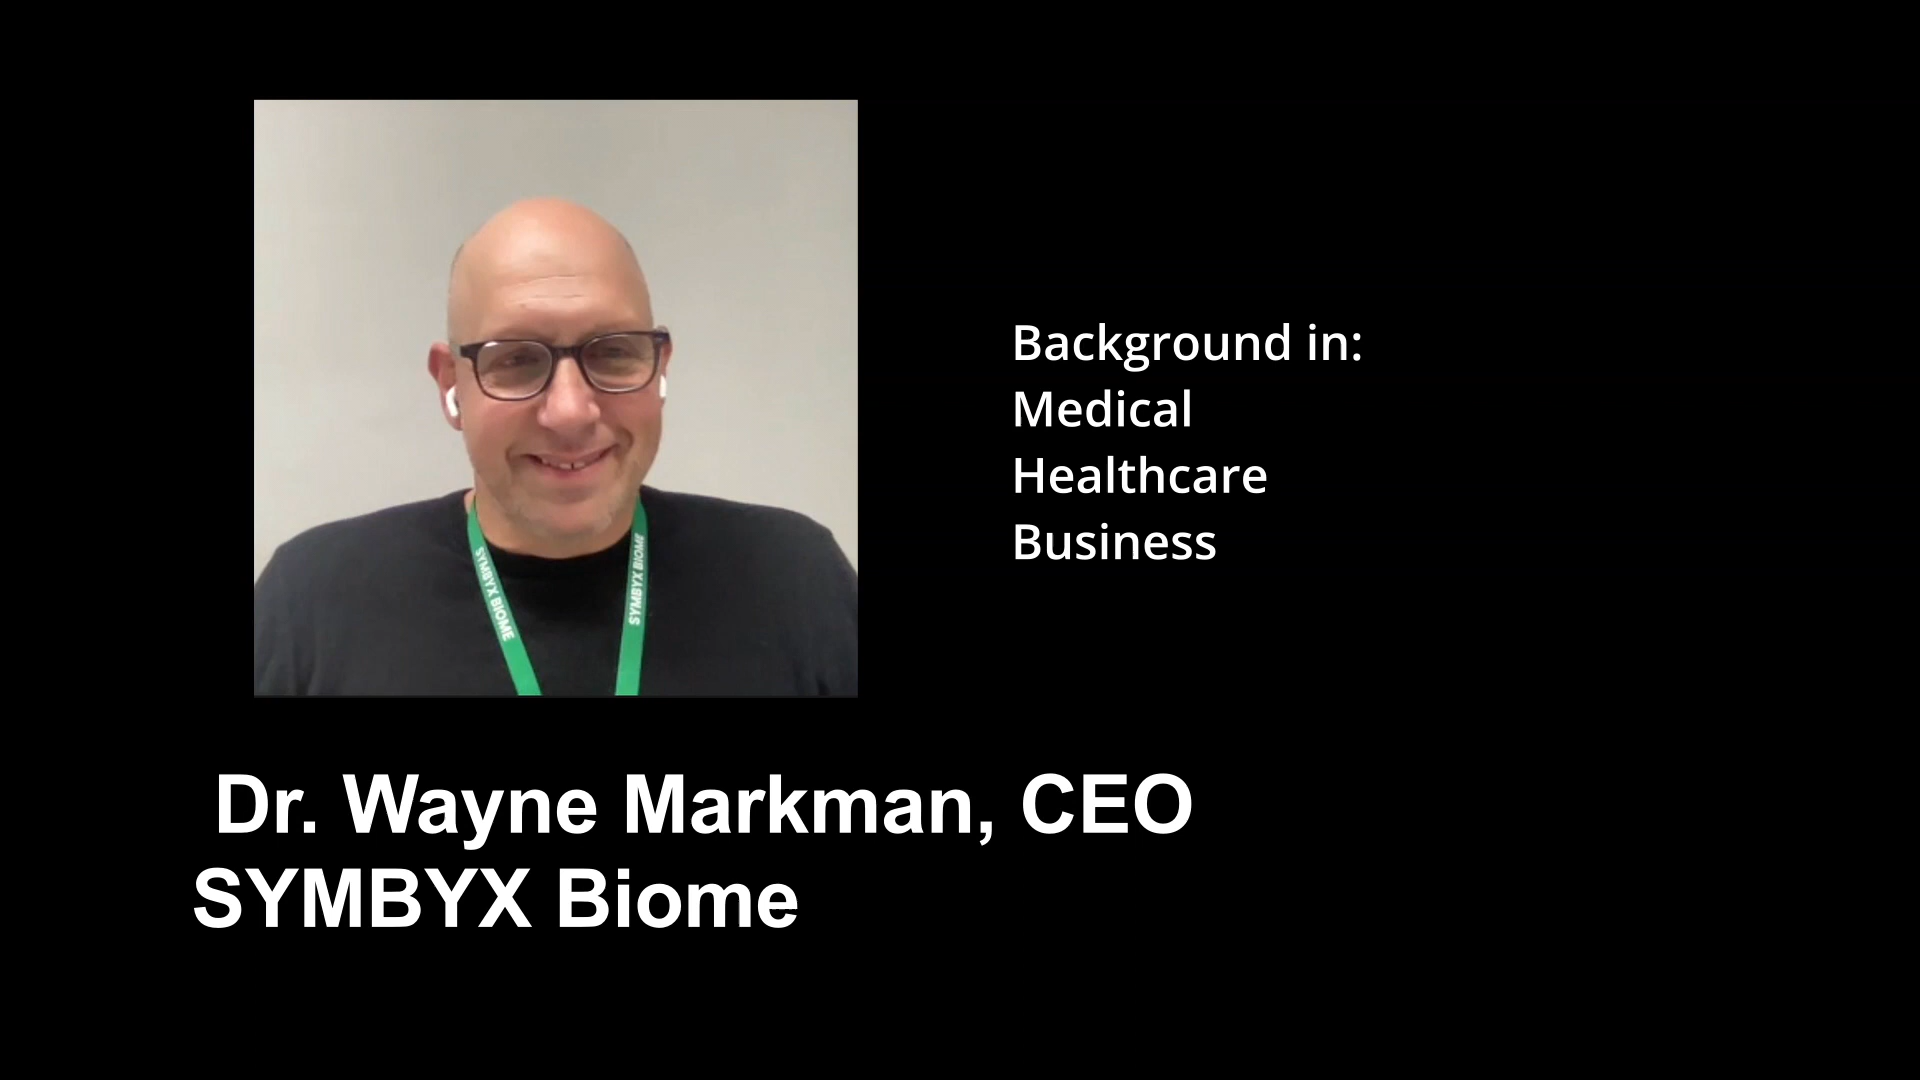 SYMBYX BIOME
SYMBYX BIOME
Background in:
Medical
Healthcare
Business
Dr. Wayne Markman, CEO
SYMBYX Biome